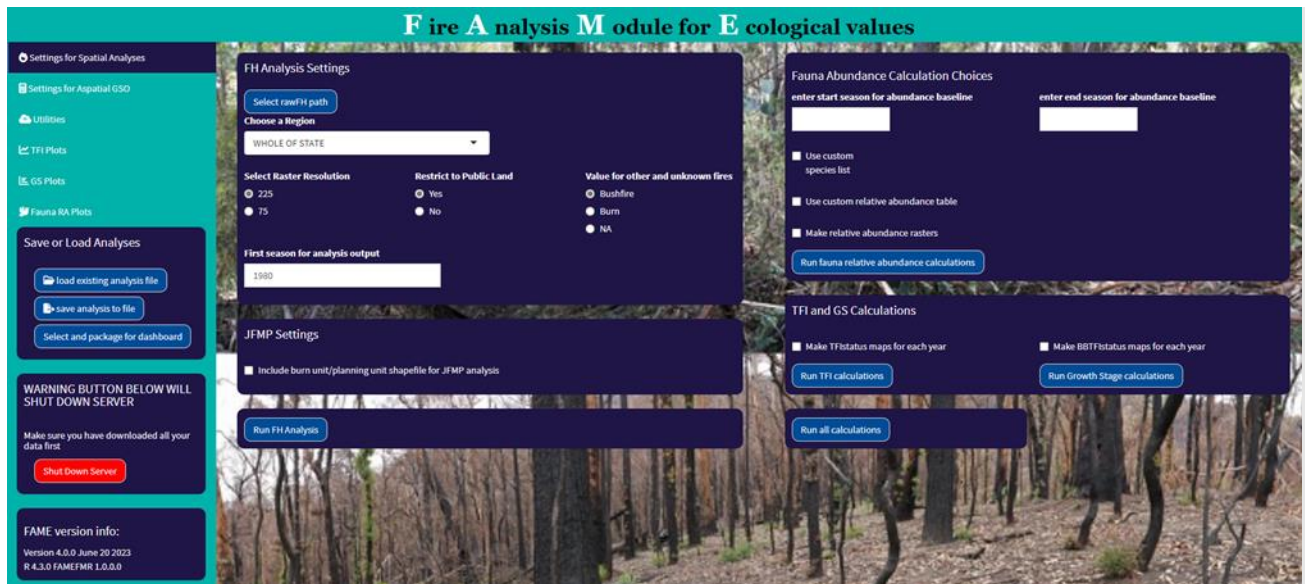 F ire A nalysis M odule for E cological values
Settings for Spatial Analyses
Settings for Aspatial GSO
Utilities
TFI Plots
GS Plots
Fauna RA Plots
Save or Load Analyses
load existing analysis file
save analysis to file
Select and package for dashboard
WARNING BUTTON BELOW WILL
SHUT DOWN SERVER
Make sure you have downloaded all your
data first
Shut Down Server
FAME version info:
Version 4.0.0 June 20 2023
R 4.3.0 FAMEFMR 1.0.0.0
FH Analysis Settings
Select rawFH path
Choose a Region
WHOLE OF STATE
Select Raster Resolution
225
75
Restrict to Public Land
Yes
No
Value for other and unknown fires
Bushfire
Burn
NA
First season for analysis output
1980
JFMP Settings
Include burn unit/planning unit shapefile for JFMP analysis
Run FH Analysis
Fauna Abundance Calculation Choices
enter start season for abundance baseline
enter end season for abundance baseline
Use custom
species list
Use custom relative abundance table
Make relative abundance rasters
Run fauna relative abundance calculations
TFI and GS Calculations
Make TFIstatus maps for each year
Make BBTFIstatus maps for each year
Run TFI calculations
Run Growth Stage calculations
Run all calculations